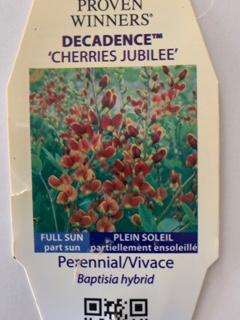 PROVEN
WINNERS®
DECADENCE™
'CHERRIES JUBILEE'
FULL SUN PLEIN SOLEIL
part sun partiellement ensoleillé
Perennial/Vivace
Baptisia hybrid